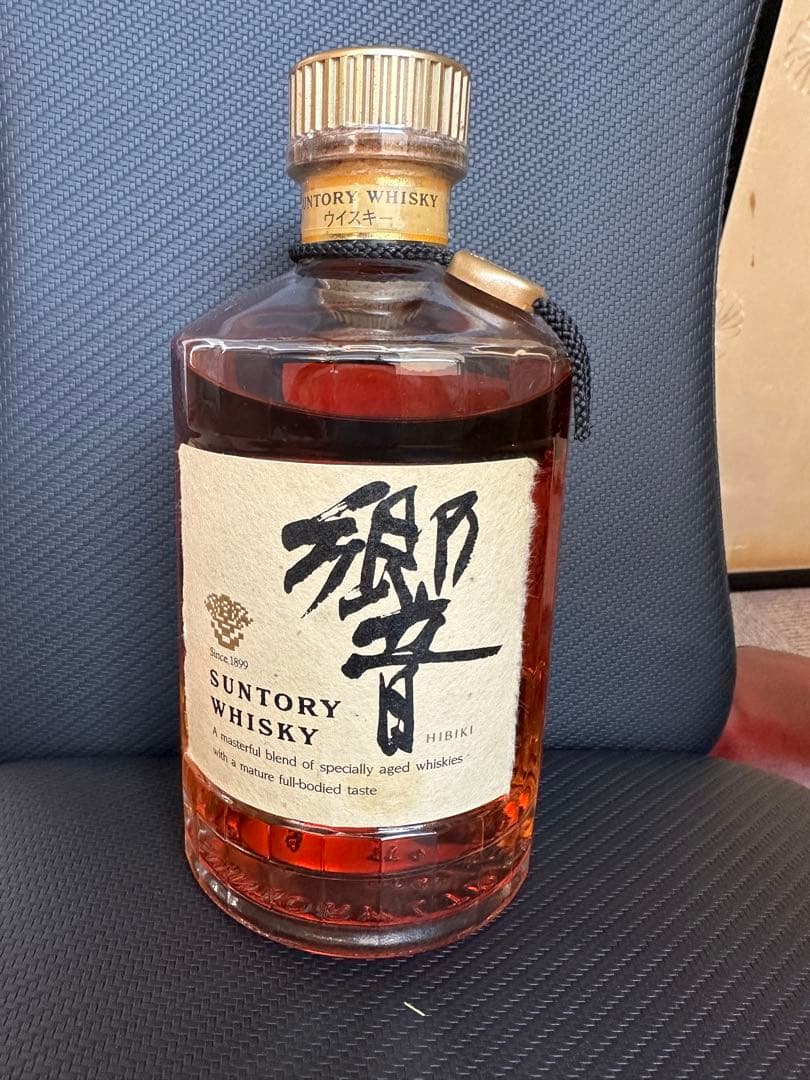 SUNTORY WHISKY
ウイスキー
響
Since 1899
SUNTORY
WHISKY
HIBIKI
A masterful blend of specially aged whiskies
with a mature full-bodied taste